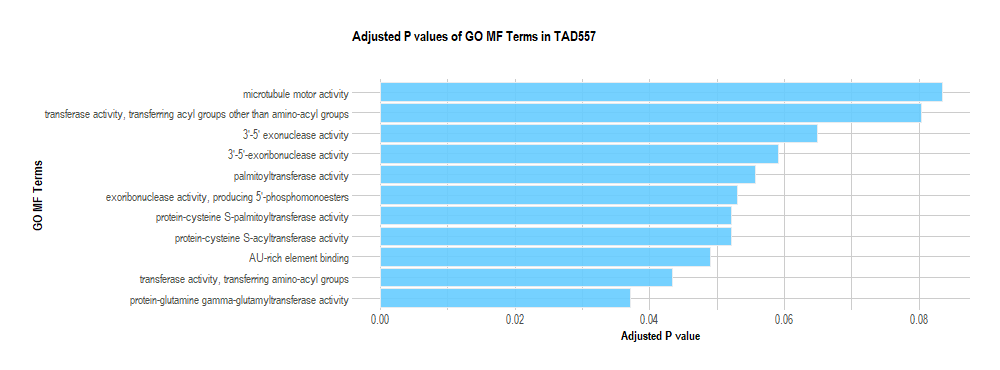 Adjusted P values of GO MF Terms in TAD557
GO MF Terms
microtubule motor activity
transferase activity, transferring acyl groups other than amino-acyl groups
3'-5' exonuclease activity
3'-5'-exoribonuclease activity
palmitoyltransferase activity
exoribonuclease activity, producing 5'-phosphomonoesters
protein-cysteine S-palmitoyltransferase activity
protein-cysteine S-acyltransferase activity
AU-rich element binding
transferase activity, transferring amino-acyl groups
protein-glutamine gamma-glutamyltransferase activity
0.00 0.02 0.04 0.06 0.08
Adjusted P value